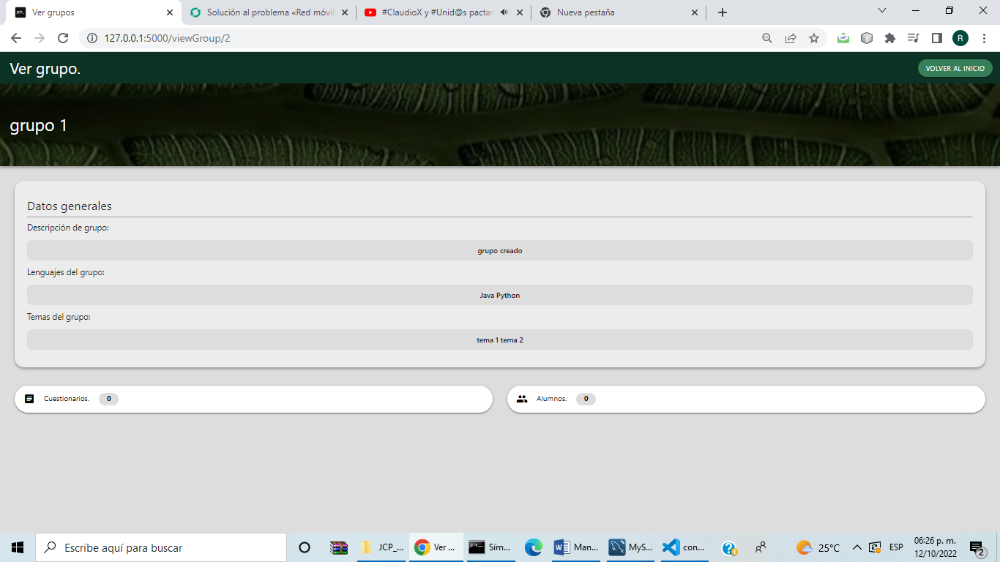 JCP_ Ver grupos
Solución al problema «Red móvil
#ClaudioX y #Unid@s pactar
Nueva pestaña
127.0.0.1:5000/viewGroup/2
R
Ver grupo.
VOLVER AL INICIO
grupo 1
Datos generales
Descripción de grupo:
grupo creado
Lenguajes del grupo:
Java Python
Temas del grupo:
tema 1 tema 2
Cuestionarios. 0
Alumnos. 0
Escribe aquí para buscar
JCP_...
Ver ...
Sím...
Man...
MyS...
con...
25°C
ESP
06:26 p. m.
12/10/2022
2